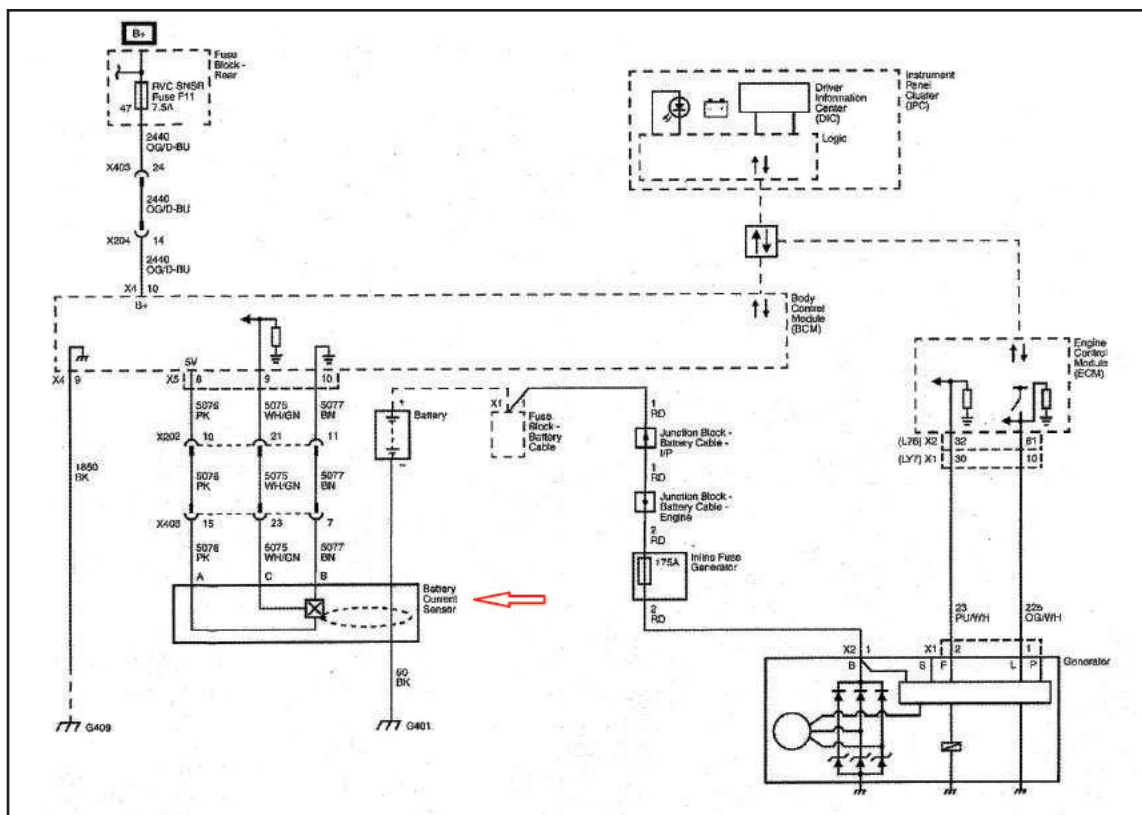 B+
Fuse
Block -
Rear
RVC SNSR
Fuse F11
7.5A
47
2440
OG/D-BU
X403 24
2440
OG/D-BU
X204 14
2440
OG/D-BU
X4 10
B+
Instrument
Panel
Cluster
(IPC)
Driver
Information
Center
(DIC)
Logic
Body
Control
Module
(BCM)
X4 9
5V
X5 8 9 10
5076
PK
5075
WH/GN
5077
BN
X202 10 21 11
5076
PK
5075
WH/GN
5077
BN
15 23 7
5076
PK
5075
WH/GN
5077
BN
A C B
Battery
Current
Sensor
1850
BK
G409
+
Battery
50
BK
G401
X1 1
Fuse
Block -
Battery
Cable
1
RD
Junction Block -
Battery Cable -
I/P
1
RD
Junction Block -
Battery Cable -
Engine
2
RD
175A
Inline Fuse
Generator
2
RD
Engine
Control
Module
(ECM)
(L76) X2 32 61
(LY7) X1 30 10
23
PU/WH
225
OG/WH
X2 1 X1 2 1
B S F L P
Generator